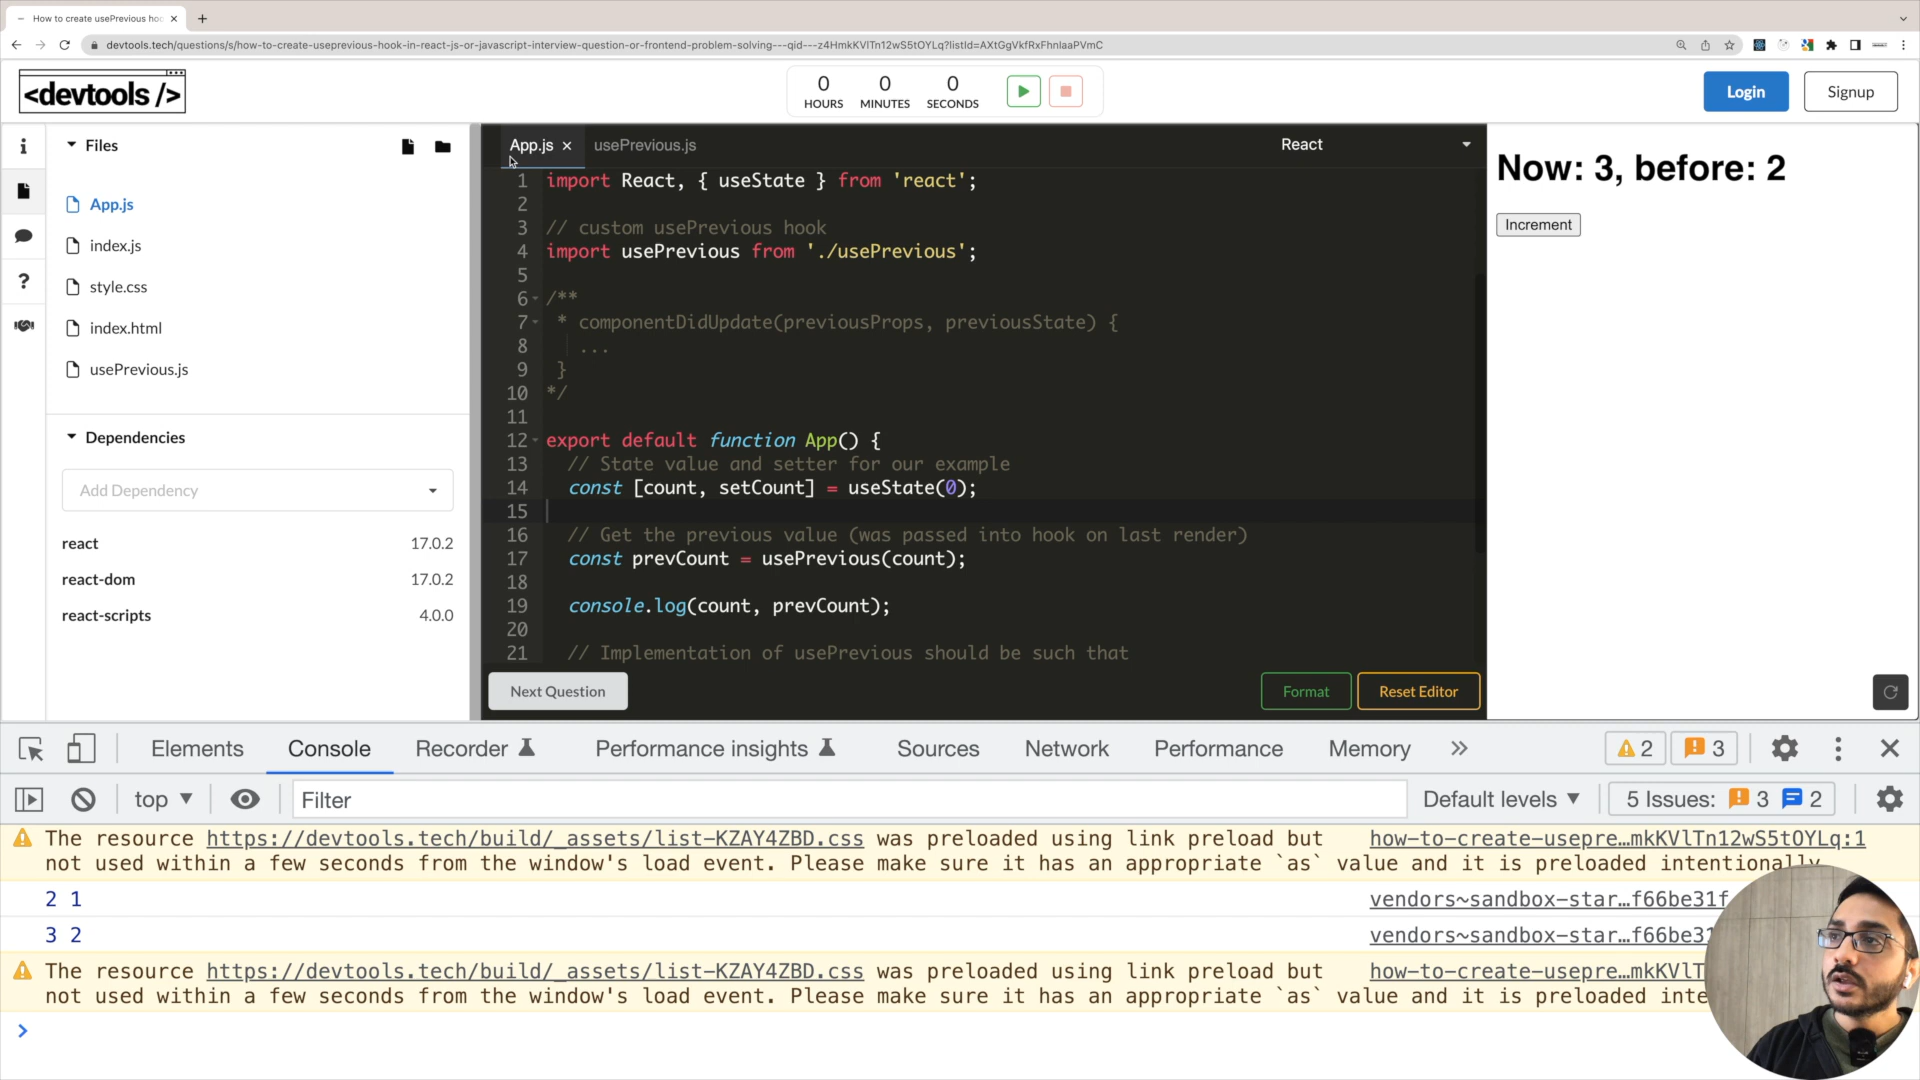 How to create usePrevious hoo
devtools.tech/questions/s/how-to-create-useprevious-hook-in-react-js-or-javascript-interview-question-or-frontend-problem-solving---qid---z4HmkKVlTn12wS5tOYLq?listId=AXtGgVkfRxFhnIaaPVmC
<devtools />
0 0 0
HOURS MINUTES SECONDS
Login
Signup
Files
App.js
index.js
style.css
index.html
usePrevious.js
Dependencies
Add Dependency
react 17.0.2
react-dom 17.0.2
react-scripts 4.0.0
App.js usePrevious.js React
1 import React, { useState } from 'react';
2
3 // custom usePrevious hook
4 import usePrevious from './usePrevious';
5
6 /**
7 * componentDidUpdate(previousProps, previousState) {
8 ...
9 }
10 */
11
12 export default function App() {
13 // State value and setter for our example
14 const [count, setCount] = useState(0);
15
16 // Get the previous value (was passed into hook on last render)
17 const prevCount = usePrevious(count);
18
19 console.log(count, prevCount);
20
21 // Implementation of usePrevious should be such that
Next Question
Format
Reset Editor
Now: 3, before: 2
Increment
Elements Console Recorder Performance insights Sources Network Performance Memory 2 3
top Filter Default levels 5 Issues: 3 2
The resource https://devtools.tech/build/_assets/list-KZAY4ZBD.css was preloaded using link preload but how-to-create-usepre…mkKVlTn12wS5tOYLq:1
not used within a few seconds from the window's load event. Please make sure it has an appropriate `as` value and it is preloaded intentionally.
2 1 vendors~sandbox-star…f66be31f
3 2 vendors~sandbox-star…f66be31
The resource https://devtools.tech/build/_assets/list-KZAY4ZBD.css was preloaded using link preload but how-to-create-usepre…mkKVlT
not used within a few seconds from the window's load event. Please make sure it has an appropriate `as` value and it is preloaded inte